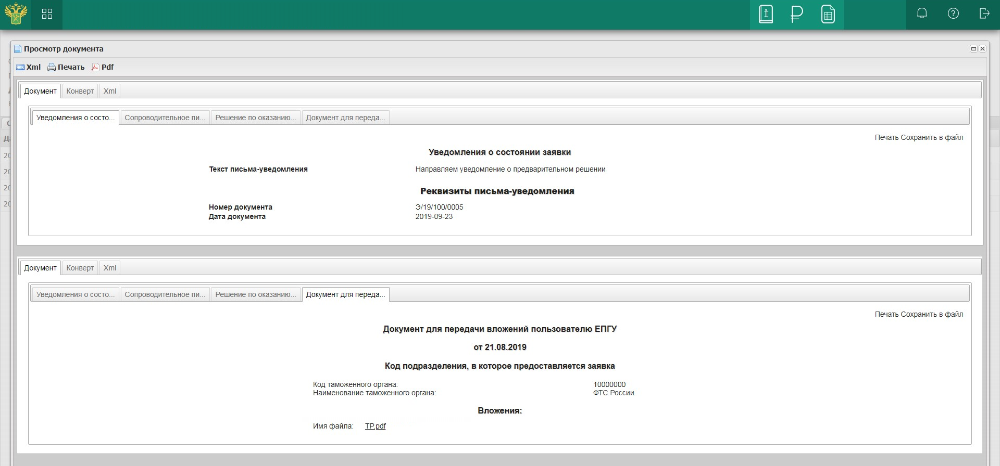 Просмотр документа
Xml Печать Pdf
Документ Конверт Xml
Уведомления о состо... Сопроводительное пи... Решение по оказанию... Документ для переда...
Печать Сохранить в файл
Уведомления о состоянии заявки
Текст письма-уведомления Направляем уведомление о предварительном решении
Реквизиты письма-уведомления
Номер документа Э/19/100/0005
Дата документа 2019-09-23
Документ Конверт Xml
Уведомления о состо... Сопроводительное пи... Решение по оказанию... Документ для переда...
Печать Сохранить в файл
Документ для передачи вложений пользователю ЕПГУ
от 21.08.2019
Код подразделения, в которое предоставляется заявка
Код таможенного органа: 10000000
Наименование таможенного органа: ФТС России
Вложения:
Имя файла: TP.pdf